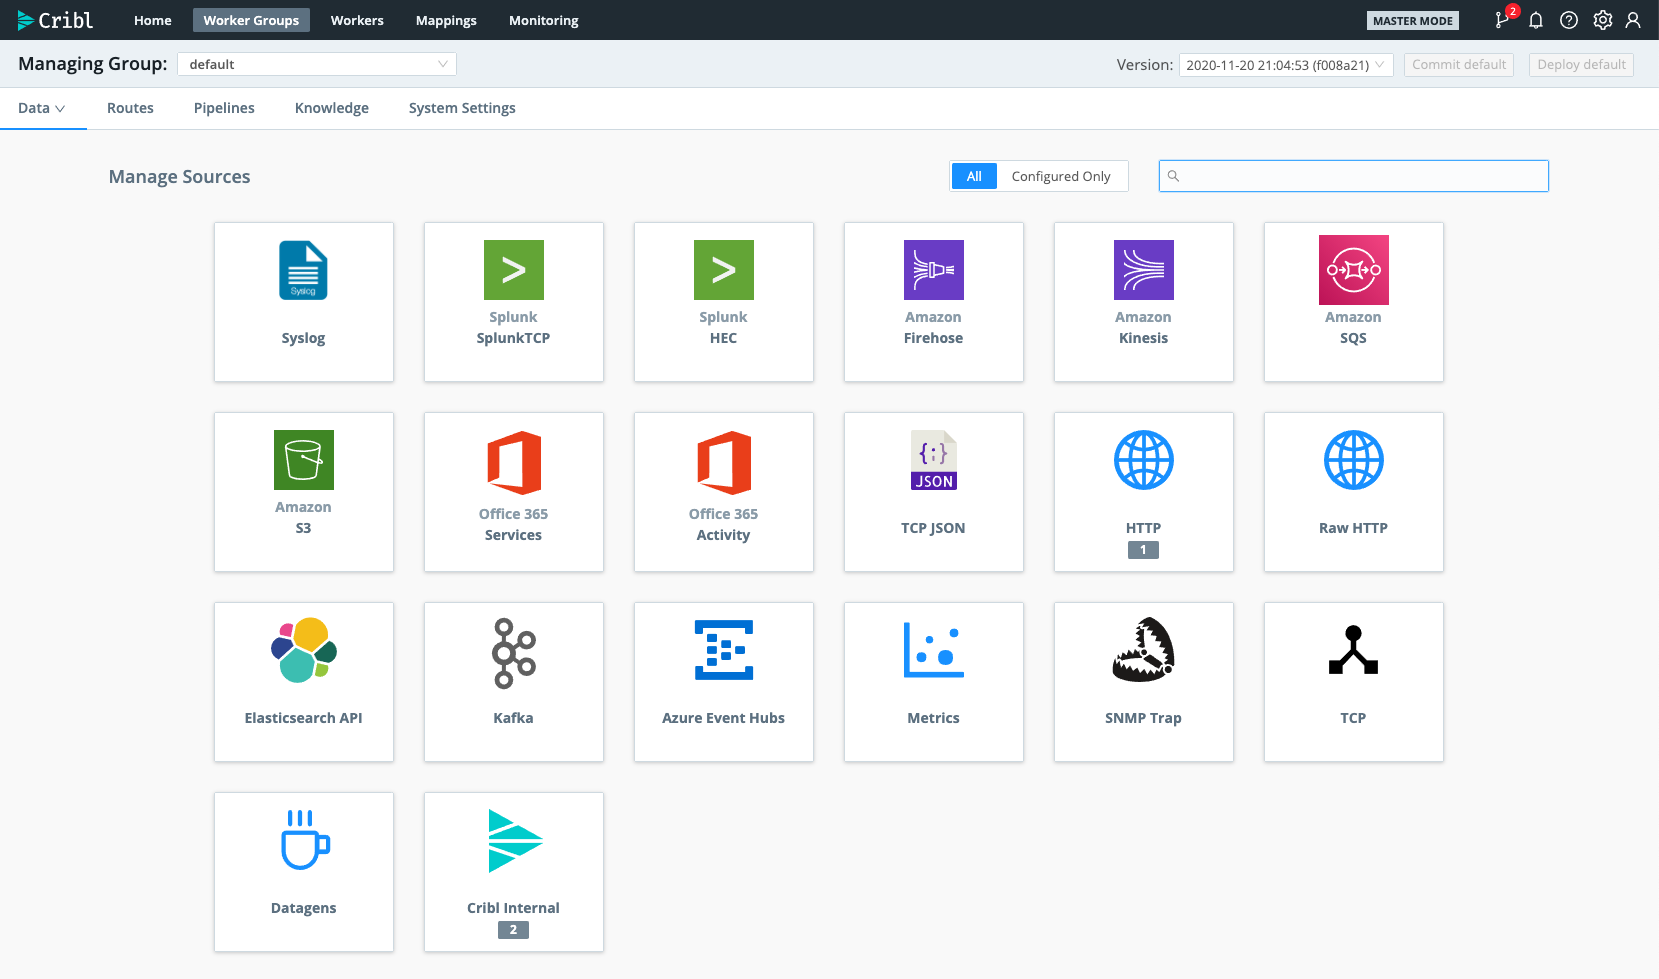 Cribl Home Worker Groups Workers Mappings Monitoring MASTER MODE 2
Managing Group: default Version: 2020-11-20 21:04:53 (f008a21) Commit default Deploy default
Data Routes Pipelines Knowledge System Settings
Manage Sources All Configured Only
Syslog
Syslog
Splunk
SplunkTCP
Splunk
HEC
Amazon
Firehose
Amazon
Kinesis
Amazon
SQS
Amazon
S3
Office 365
Services
Office 365
Activity
{;}
JSON
TCP JSON
HTTP
1
Raw HTTP
Elasticsearch API
Kafka
Azure Event Hubs
Metrics
SNMP Trap
TCP
Datagens
Cribl Internal
2